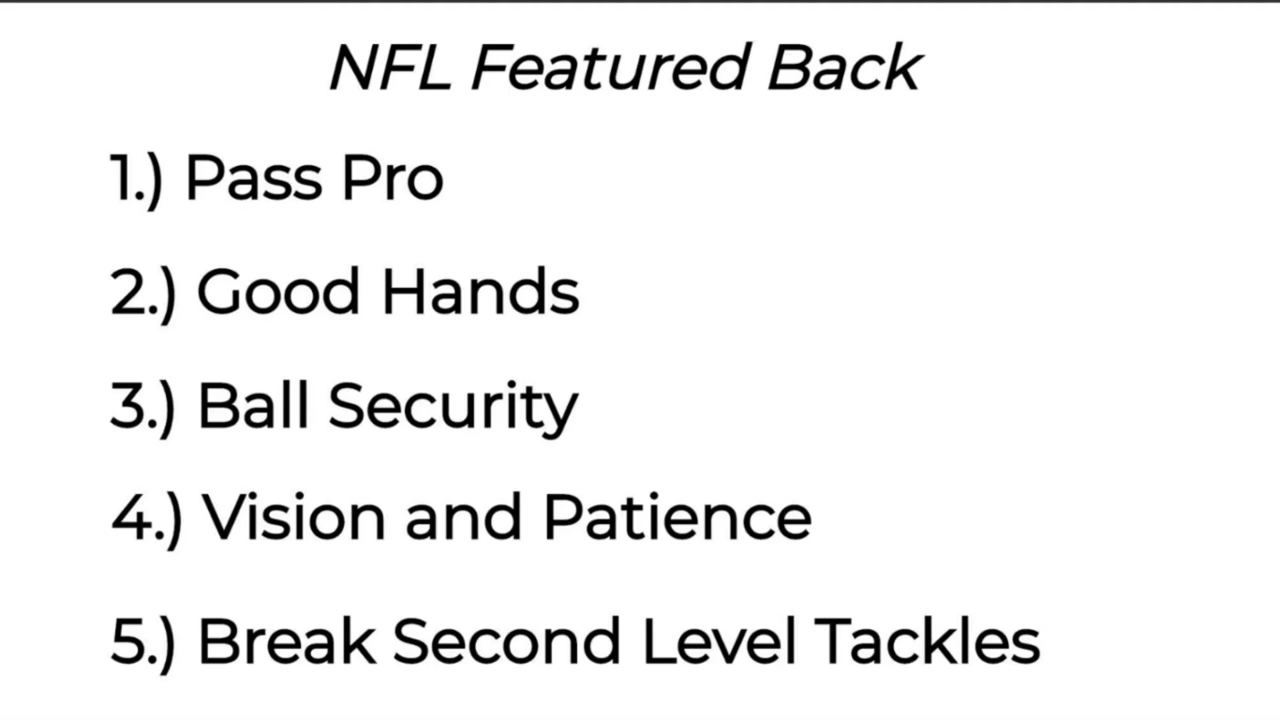 NFL Featured Back
1.) Pass Pro
2.) Good Hands
3.) Ball Security
4.) Vision and Patience
5.) Break Second Level Tackles